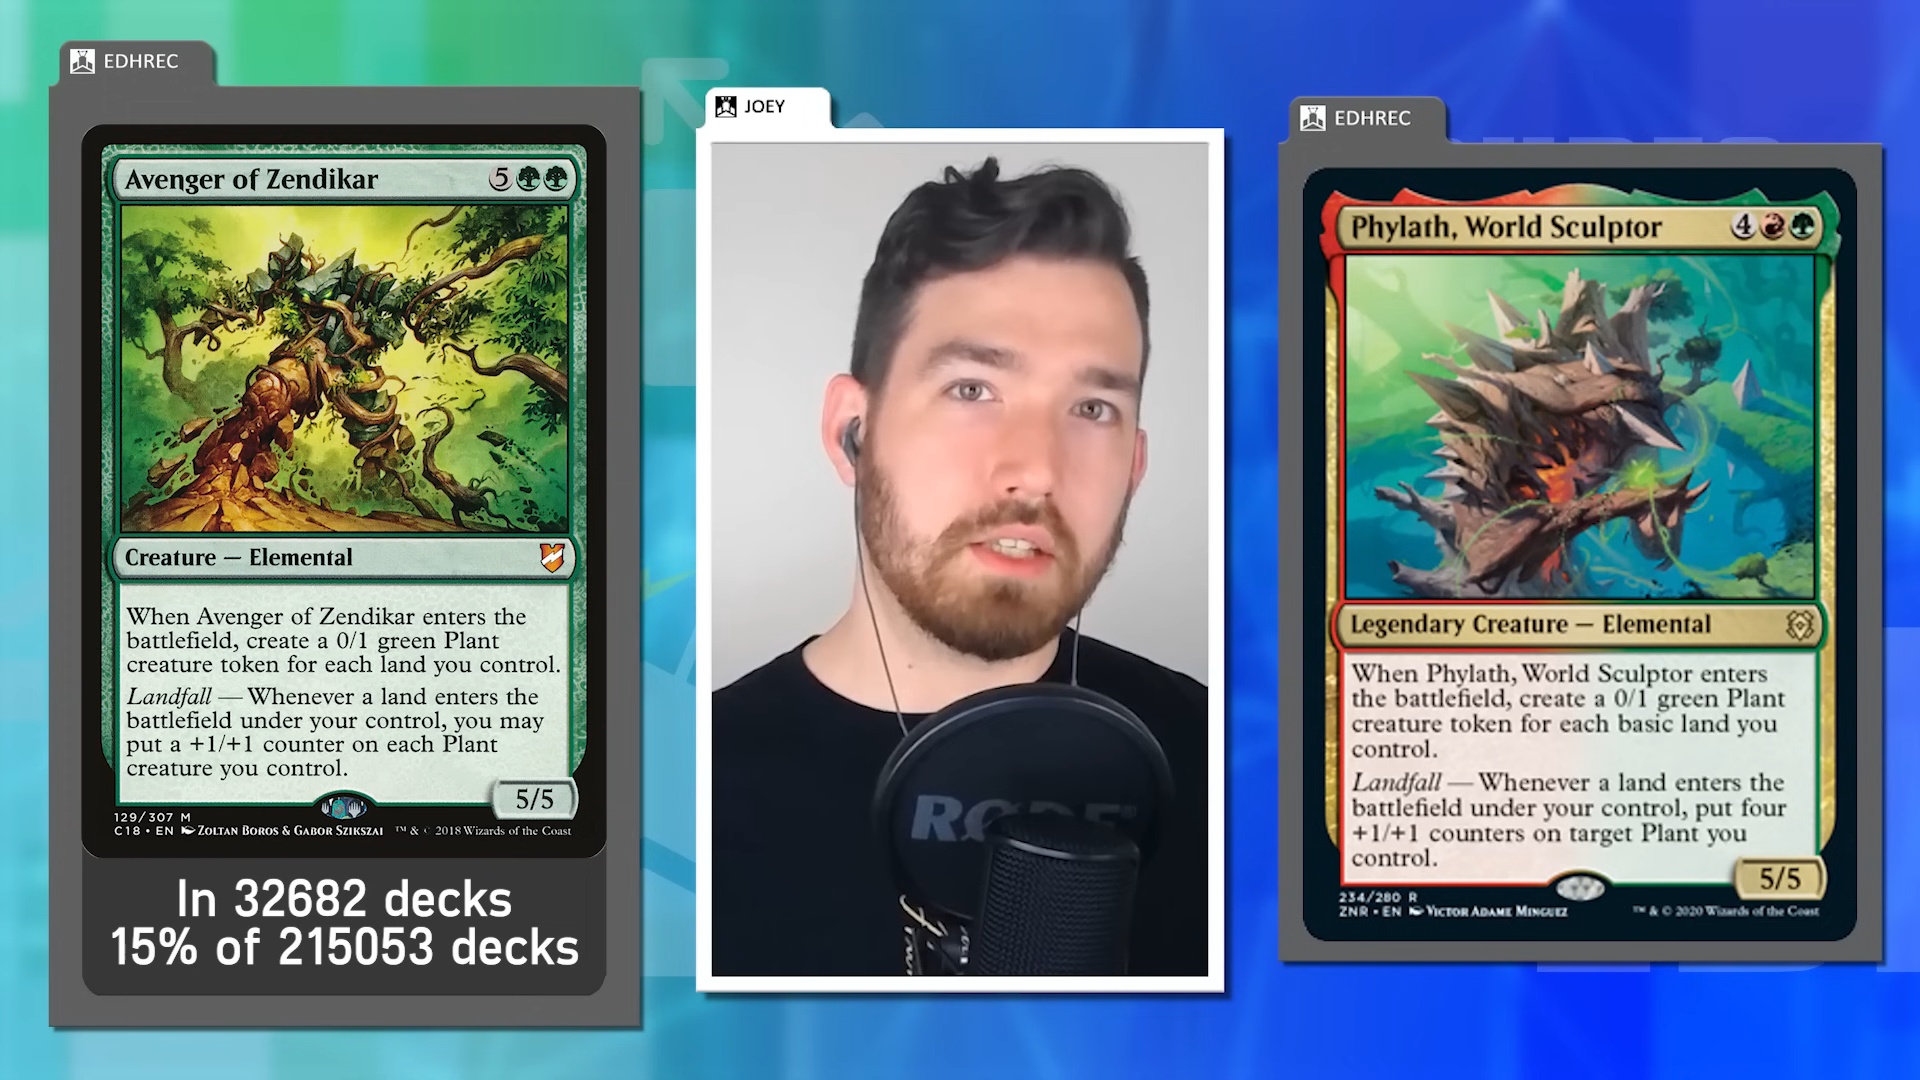 EDHREC
Avenger of Zendikar
5
Creature — Elemental
When Avenger of Zendikar enters the
battlefield, create a 0/1 green Plant
creature token for each land you control.
Landfall — Whenever a land enters the
battlefield under your control, you may
put a +1/+1 counter on each Plant
creature you control.
5/5
129/307 M
C18 • EN ZOLTAN BOROS & GABOR SZIKSZAI ™ & © 2018 Wizards of the Coast
In 32682 decks
15% of 215053 decks
JOEY
RØDE
EDHREC
Phylath, World Sculptor
4
Legendary Creature — Elemental
When Phylath, World Sculptor enters
the battlefield, create a 0/1 green Plant
creature token for each basic land you
control.
Landfall — Whenever a land enters the
battlefield under your control, put four
+1/+1 counters on target Plant you
control.
5/5
234/280 R
ZNR • EN VICTOR ADAME MINGUEZ ™ & © 2020 Wizards of the Coast